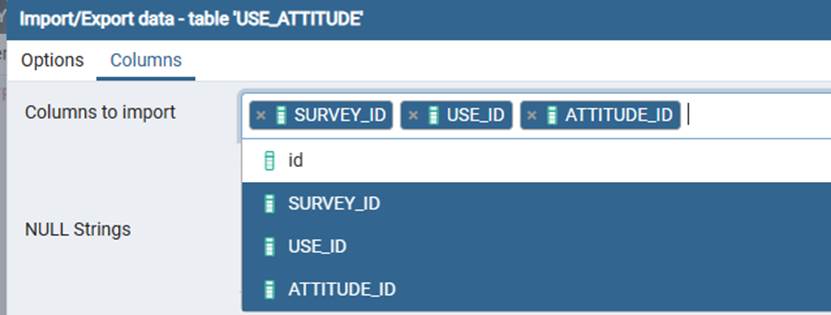 Import/Export data - table 'USE_ATTITUDE'
Options Columns
Columns to import
× SURVEY_ID × USE_ID × ATTITUDE_ID
id
SURVEY_ID
NULL Strings
USE_ID
ATTITUDE_ID